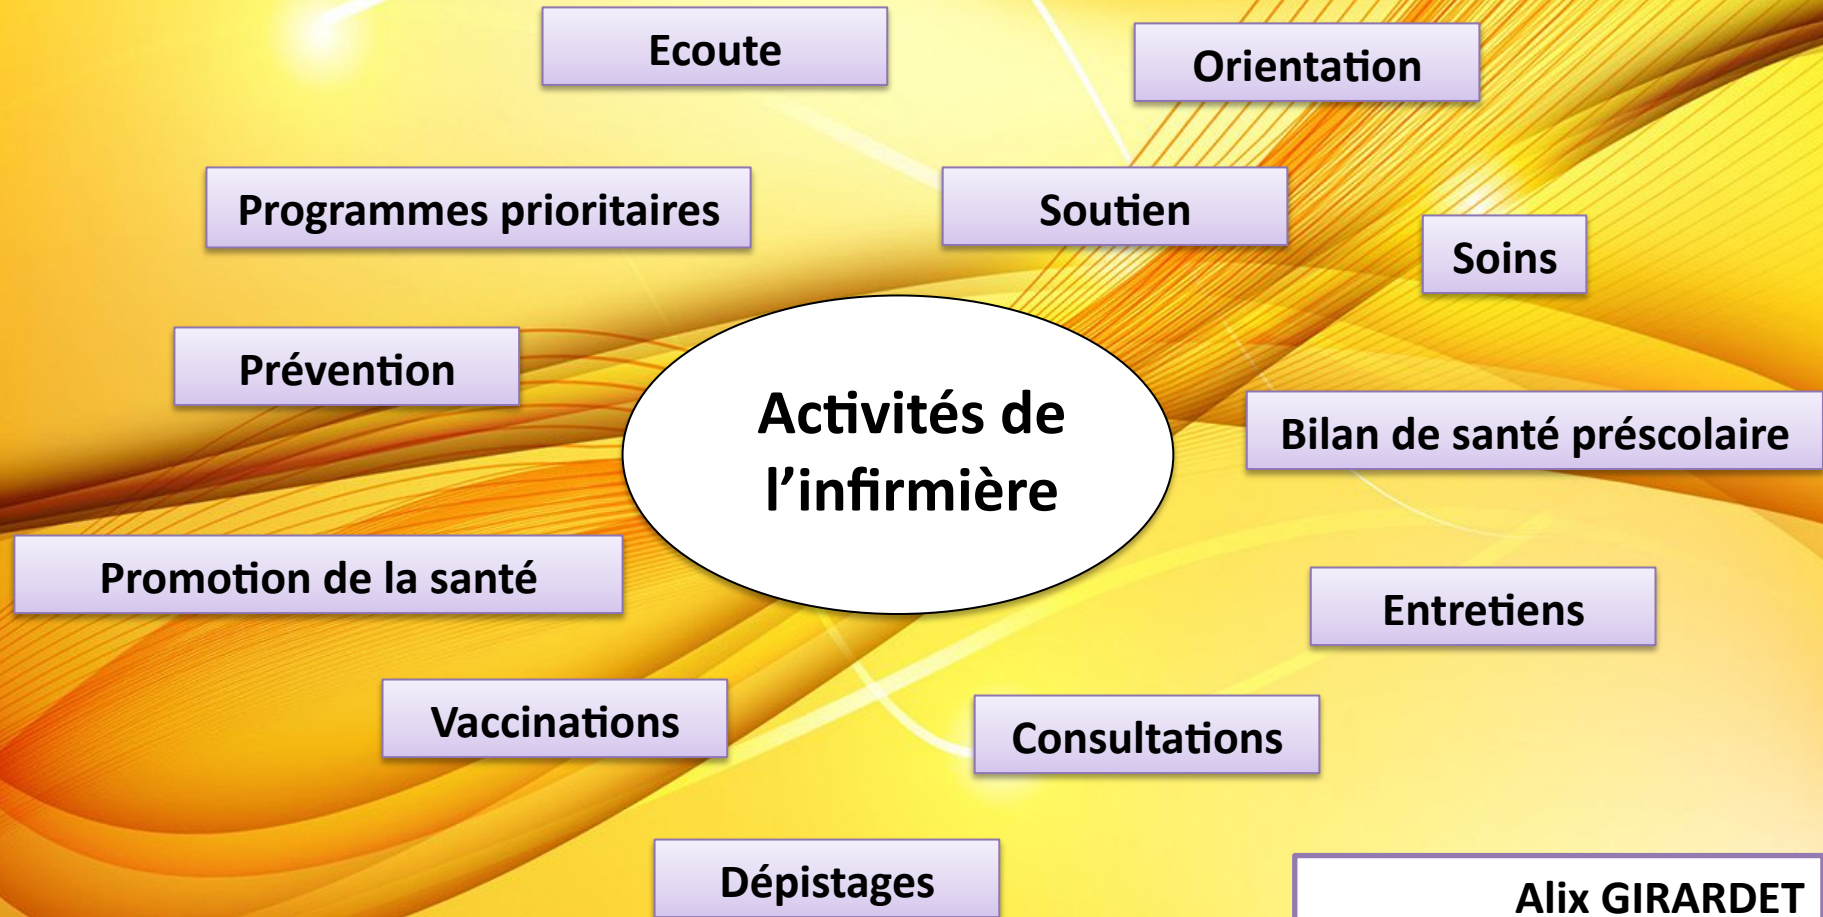 Ecoute
Orientation
Programmes prioritaires
Soutien
Soins
Prévention
Activités de
l’infirmière
Bilan de santé préscolaire
Promotion de la santé
Entretiens
Vaccinations
Consultations
Dépistages
Alix GIRARDET